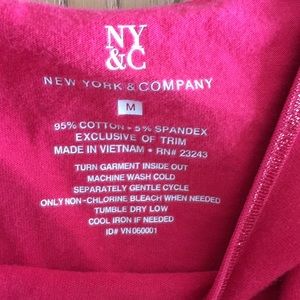 NY
&C
NEW YORK & COMPANY
M
95% COTTON • 5% SPANDEX
EXCLUSIVE OF TRIM
MADE IN VIETNAM • RN# 23243
TURN GARMENT INSIDE OUT
MACHINE WASH COLD
SEPARATELY GENTLE CYCLE
ONLY NON-CHLORINE BLEACH WHEN NEEDED
TUMBLE DRY LOW
COOL IRON IF NEEDED
ID# VN060001